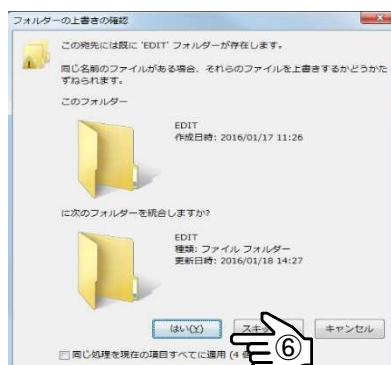 フォルダーの上書きの確認
この宛先には既に 'EDIT' フォルダーが存在します。
同じ名前のファイルがある場合、それらのファイルを上書きするかどうかた
ずねられます。
このフォルダー
EDIT
作成日時: 2016/01/17 11:26
に次のフォルダーを統合しますか?
EDIT
種類: ファイル フォルダー
更新日時: 2016/01/18 14:27
はい(Y) スキッ キャンセル
同じ処理を現在の項目すべてに適用 (4 ⑥